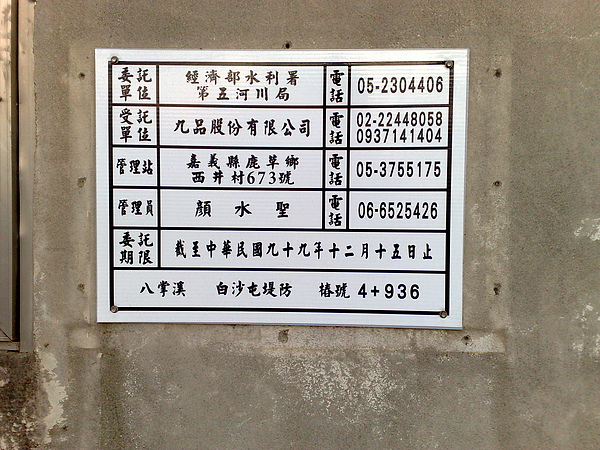 委託單位 經濟部水利署第五河川局 電話 05-2304406
受託單位 九品股份有限公司 電話 02-22448058 0937141404
管理站 嘉義縣鹿草鄉西井村673號 電話 05-3755175
管理員 顏水聖 電話 06-6525426
委託期限 截至中華民國九十九年十二月十五日止
八掌溪 白沙屯堤防 樁號 4+936